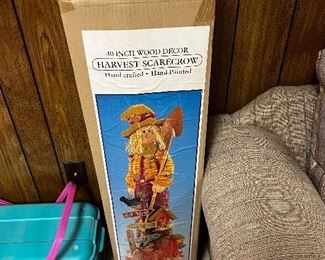 40 INCH WOOD DECOR
HARVEST SCARECROW
Hand crafted • Hand Painted